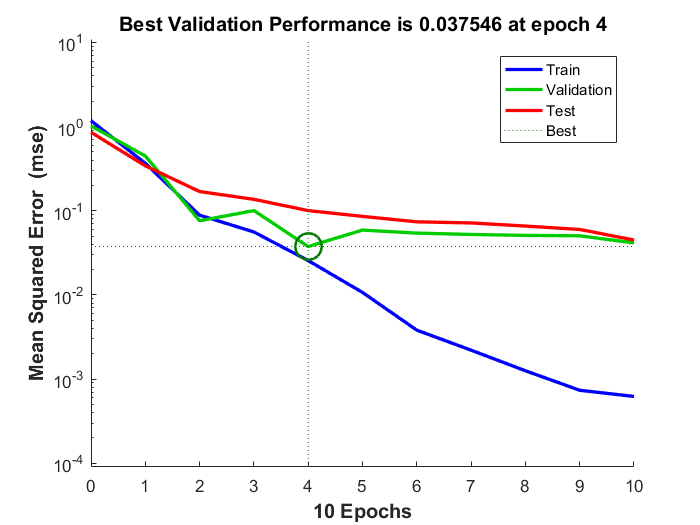 Best Validation Performance is 0.037546 at epoch 4
Mean Squared Error (mse)
10^1
10^0
10^-1
10^-2
10^-3
10^-4
Train
Validation
Test
Best
0 1 2 3 4 5 6 7 8 9 10
10 Epochs